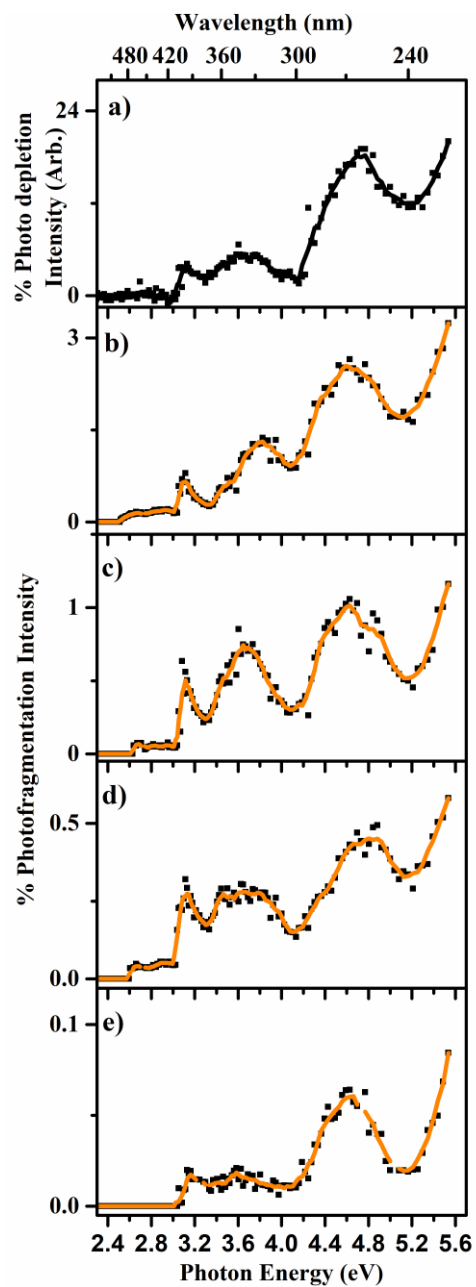 Wavelength (nm)
480 420 360 300 240
a)
24
12
0
% Photo depletion
Intensity (Arb.)
b)
3
0
c)
1
0
% Photofragmentation Intensity
d)
0.5
0.0
e)
0.1
0.0
2.4 2.8 3.2 3.6 4.0 4.4 4.8 5.2 5.6
Photon Energy (eV)